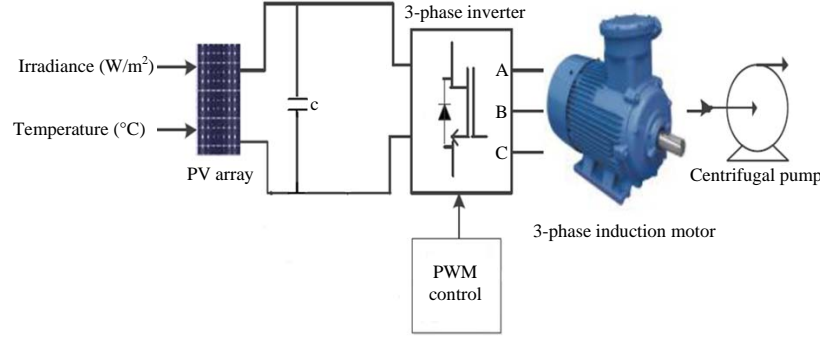 3-phase inverter
Irradiance (W/m²)
Temperature (°C)
c
A
B
C
PV array
Centrifugal pump
3-phase induction motor
PWM
control